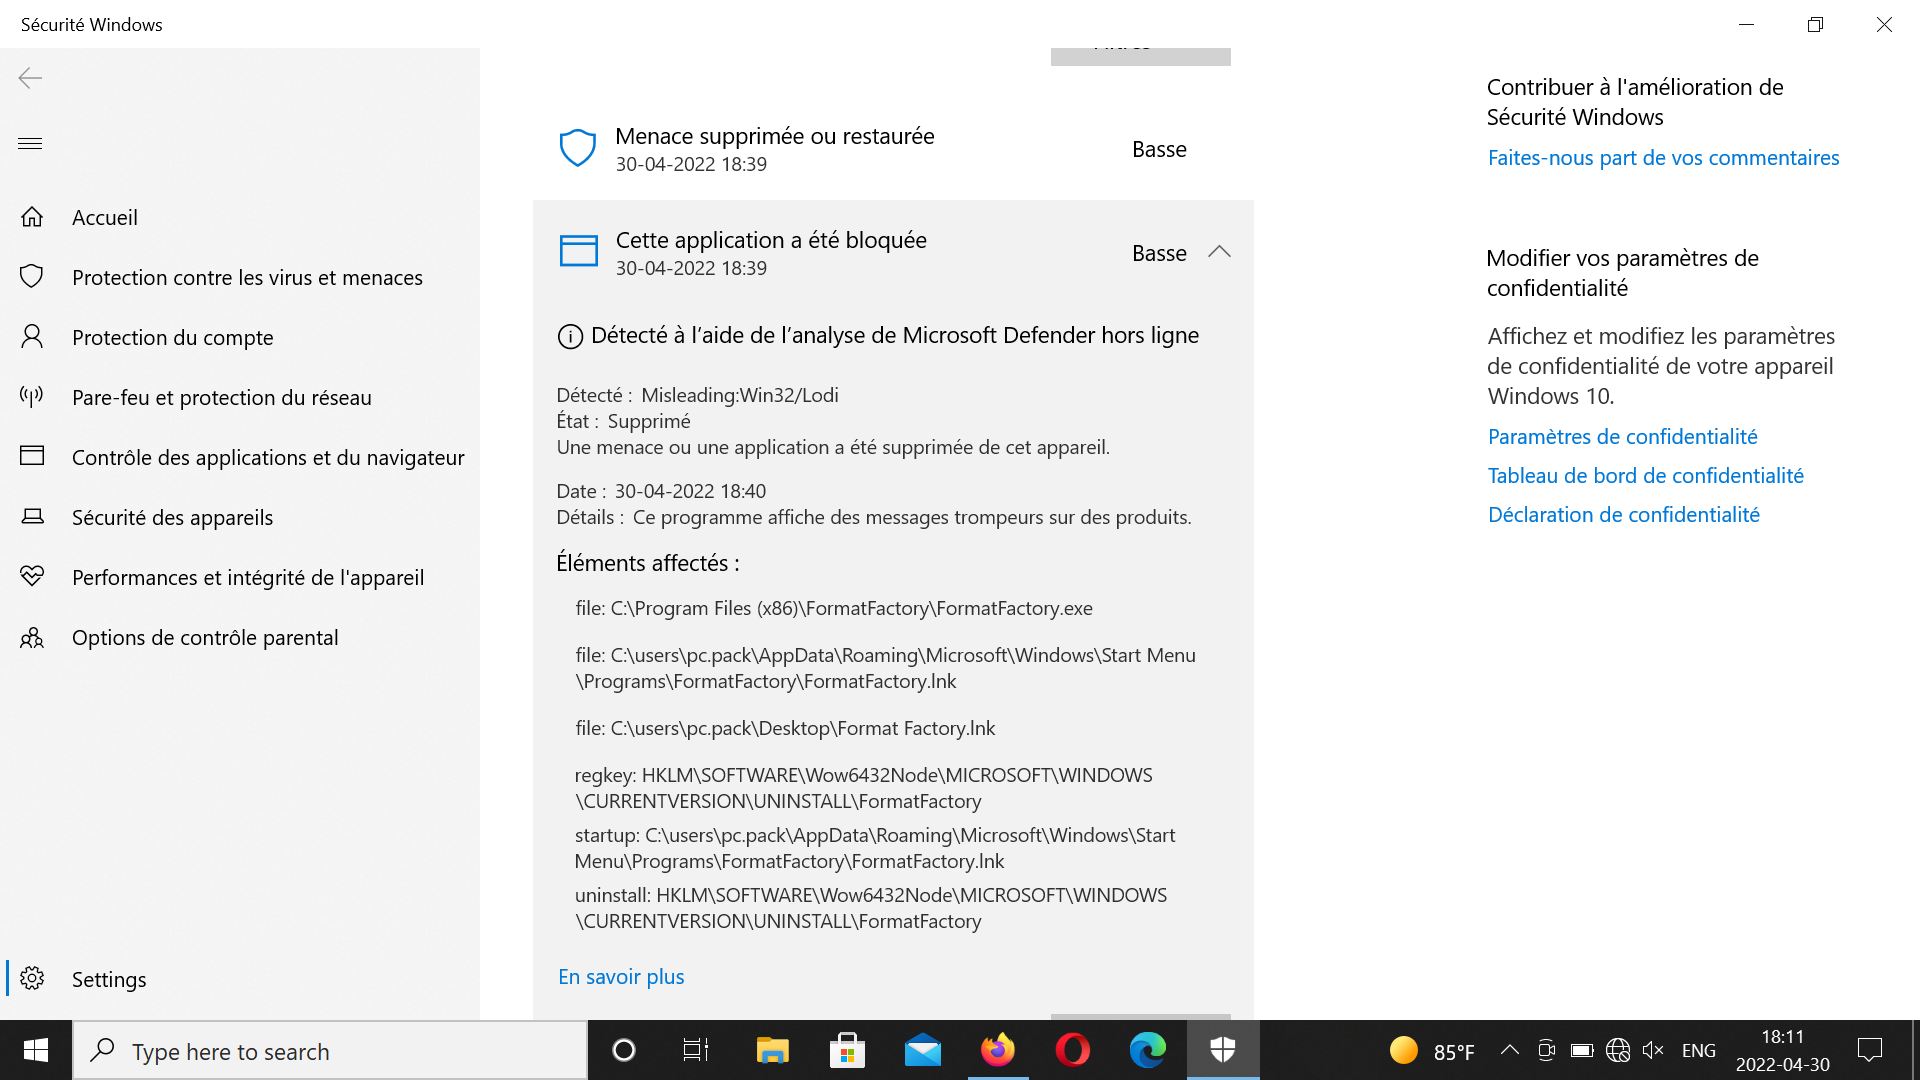 Sécurité Windows
Accueil
Protection contre les virus et menaces
Protection du compte
Pare-feu et protection du réseau
Contrôle des applications et du navigateur
Sécurité des appareils
Performances et intégrité de l'appareil
Options de contrôle parental
Settings
Menace supprimée ou restaurée
30-04-2022 18:39
Basse
Cette application a été bloquée
30-04-2022 18:39
Basse
Détecté à l’aide de l’analyse de Microsoft Defender hors ligne
Détecté : Misleading:Win32/Lodi
État : Supprimé
Une menace ou une application a été supprimée de cet appareil.
Date : 30-04-2022 18:40
Détails : Ce programme affiche des messages trompeurs sur des produits.
Éléments affectés :
file: C:\Program Files (x86)\FormatFactory\FormatFactory.exe
file: C:\users\pc.pack\AppData\Roaming\Microsoft\Windows\Start Menu
\Programs\FormatFactory\FormatFactory.lnk
file: C:\users\pc.pack\Desktop\Format Factory.lnk
regkey: HKLM\SOFTWARE\Wow6432Node\MICROSOFT\WINDOWS
\CURRENTVERSION\UNINSTALL\FormatFactory
startup: C:\users\pc.pack\AppData\Roaming\Microsoft\Windows\Start
Menu\Programs\FormatFactory\FormatFactory.lnk
uninstall: HKLM\SOFTWARE\Wow6432Node\MICROSOFT\WINDOWS
\CURRENTVERSION\UNINSTALL\FormatFactory
En savoir plus
Contribuer à l'amélioration de
Sécurité Windows
Faites-nous part de vos commentaires
Modifier vos paramètres de
confidentialité
Affichez et modifiez les paramètres
de confidentialité de votre appareil
Windows 10.
Paramètres de confidentialité
Tableau de bord de confidentialité
Déclaration de confidentialité
Type here to search
85°F
ENG
18:11
2022-04-30